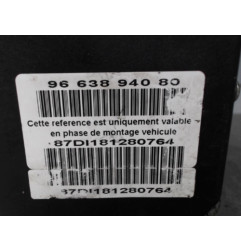 96 638 940 80
Cette reference est uniquement valable
en phase de montage vehicule
87DI181280764
87DI181280764